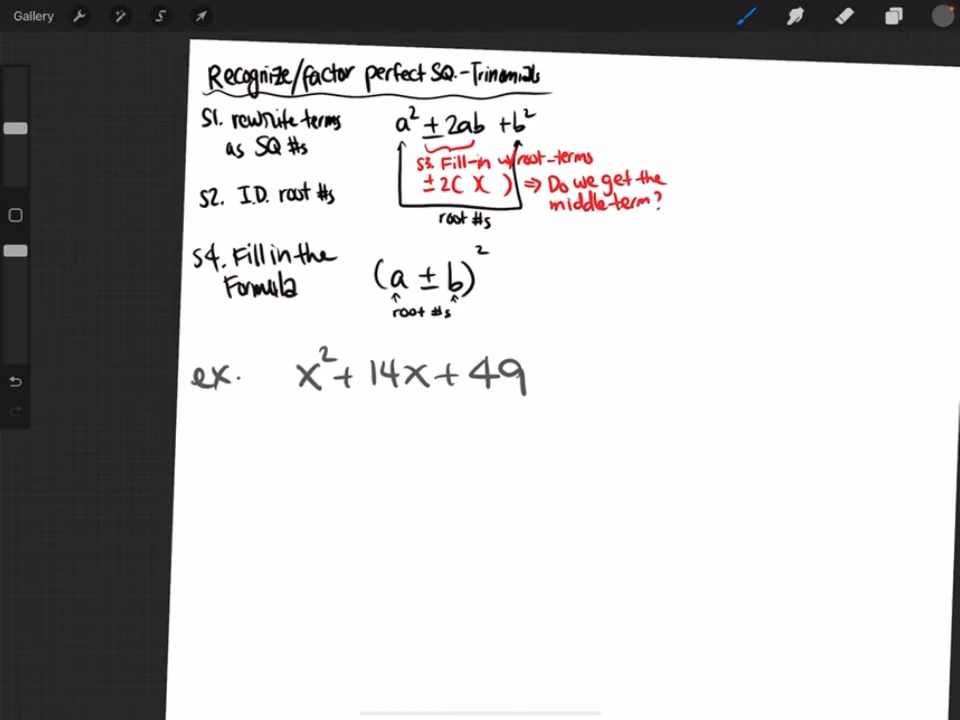 Gallery
Recognize/factor perfect SQ.-Trinomials
S1. rewrite terms
as SQ #s
a² ± 2ab + b²
S3. Fill-in w/ root-terms
± 2( )( ) ⇒ Do we get the
middle term?
S2. I.D. root #s
root #s
S4. Fill in the
Formula
(a ± b)²
root #s
ex. x² + 14x + 49